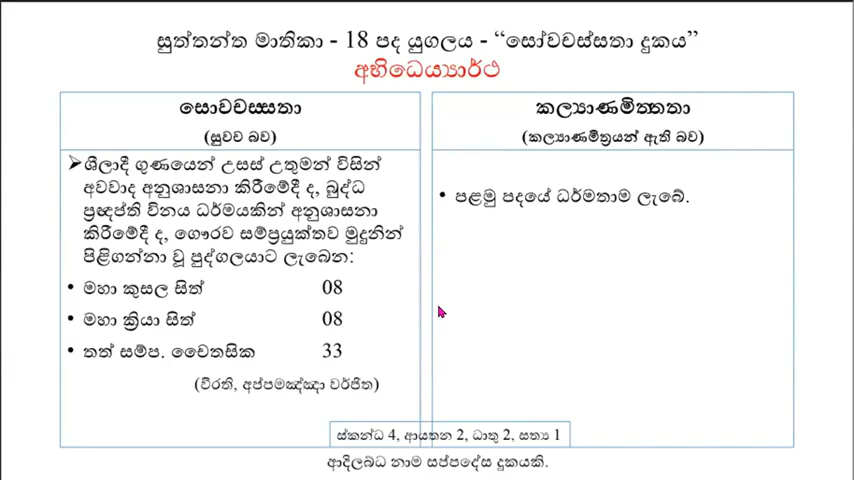 සුත්තන්ත මාතිකා - 18 පද යුගලය - “සෝවචස්සතා දුකය”
අභිධෙය්‍යාර්ථ
සොවචස්සතා
(සුවච බව)
➢ශීලාදී ගුණයෙන් උසස් උතුමන් විසින්
අවවාද අනුශාසනා කිරීමේදී ද, බුද්ධ
ප්‍රඥප්ති විනය ධර්මයකින් අනුශාසනා
කිරීමේදී ද, ගෞරව සම්ප්‍රයුක්තව මුදුනින්
පිළිගන්නා වූ පුද්ගලයාට ලැබෙන:
• මහා කුසල සිත් 08
• මහා ක්‍රියා සිත් 08
• තත් සම්ප. චෛතසික 33
(විරති, අප්පමඤ්ඤා වර්ජිත)
කල්‍යාණමිත්තතා
(කල්‍යාණමිත්‍රයන් ඇති බව)
• පළමු පදයේ ධර්මතාම ලැබේ.
ස්කන්ධ 4, ආයතන 2, ධාතු 2, සත්‍ය 1
ආදිලබ්ධ නාම සප්පදේස දුකයකි.